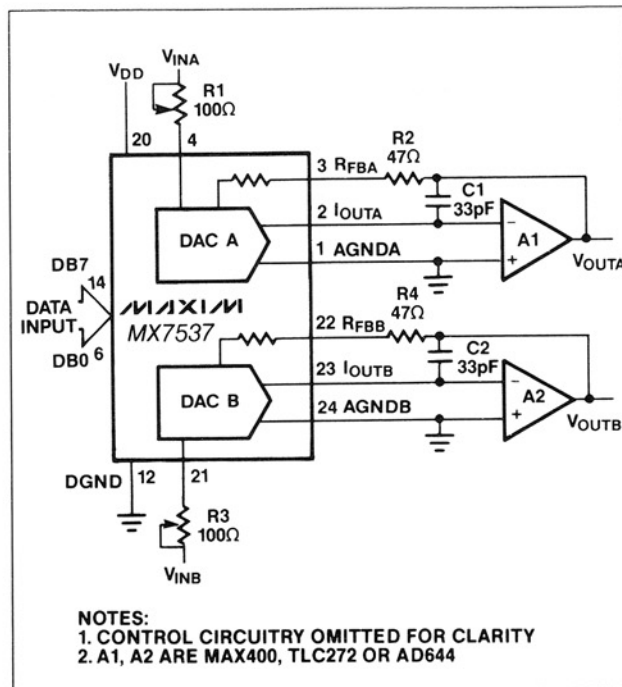 VINA
VDD
R1
100Ω
20
4
R2
47Ω
3 RFBA
C1
33pF
2 IOUTA
DAC A
−
A1
+
1 AGNDA
VOUTA
DB7
14
DATA
INPUT
DB0
6
MAXIM
MX7537
R4
47Ω
22 RFBB
C2
33pF
23 IOUTB
DAC B
−
A2
+
24 AGNDB
VOUTB
DGND
12
21
R3
100Ω
VINB
NOTES:
1. CONTROL CIRCUITRY OMITTED FOR CLARITY
2. A1, A2 ARE MAX400, TLC272 OR AD644